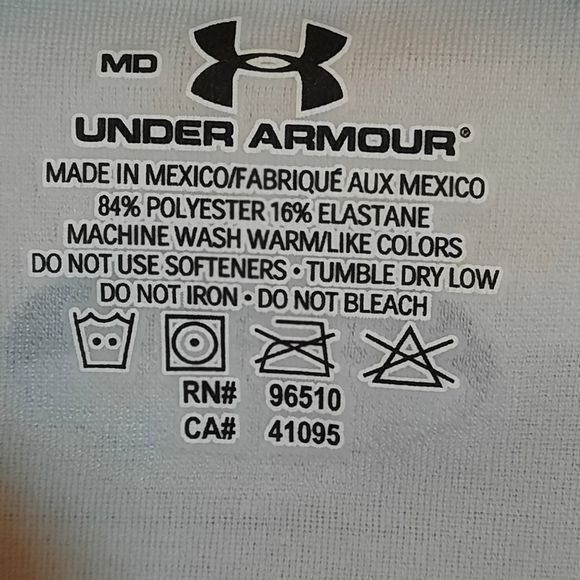 MD
UNDER ARMOUR®
MADE IN MEXICO/FABRIQUÉ AUX MEXICO
84% POLYESTER 16% ELASTANE
MACHINE WASH WARM/LIKE COLORS
DO NOT USE SOFTENERS • TUMBLE DRY LOW
DO NOT IRON • DO NOT BLEACH
RN# 96510
CA# 41095